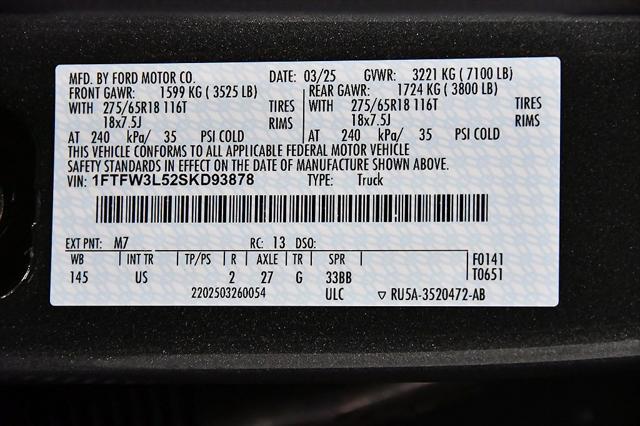 MFD. BY FORD MOTOR CO. DATE: 03/25 GVWR: 3221 KG ( 7100 LB)
FRONT GAWR: 1599 KG ( 3525 LB) REAR GAWR: 1724 KG ( 3800 LB)
WITH 275/65R18 116T TIRES WITH 275/65R18 116T TIRES
18x7.5J RIMS 18x7.5J RIMS
AT 240 kPa/ 35 PSI COLD AT 240 kPa/ 35 PSI COLD
THIS VEHICLE CONFORMS TO ALL APPLICABLE FEDERAL MOTOR VEHICLE
SAFETY STANDARDS IN EFFECT ON THE DATE OF MANUFACTURE SHOWN ABOVE.
VIN: 1FTFW3L52SKD93878 TYPE: Truck
EXT PNT: M7 RC: 13 DSO:
WB INT TR TP/PS R AXLE TR SPR F0141
145 US 2 27 G 33BB T0651
2202503260054 ULC ▽ RU5A-3520472-AB